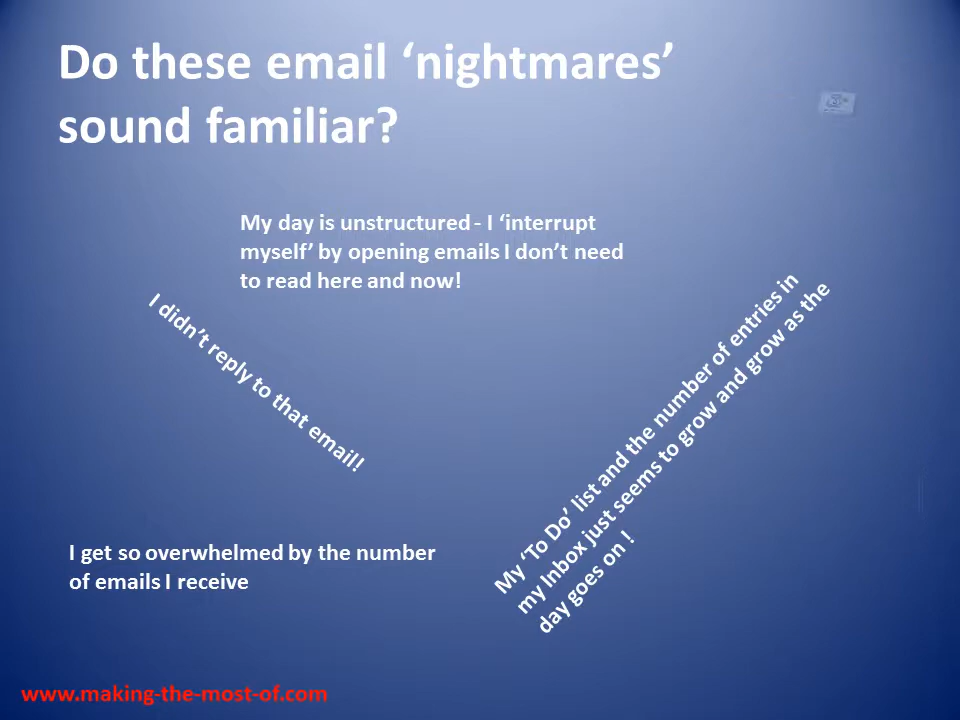 Do these email ‘nightmares’
sound familiar?
My day is unstructured - I ‘interrupt
myself’ by opening emails I don’t need
to read here and now!
I didn’t reply to that email!
My ‘To Do’ list and the number of entries in
my Inbox just seems to grow and grow as the
day goes on !
I get so overwhelmed by the number
of emails I receive
www.making-the-most-of.com